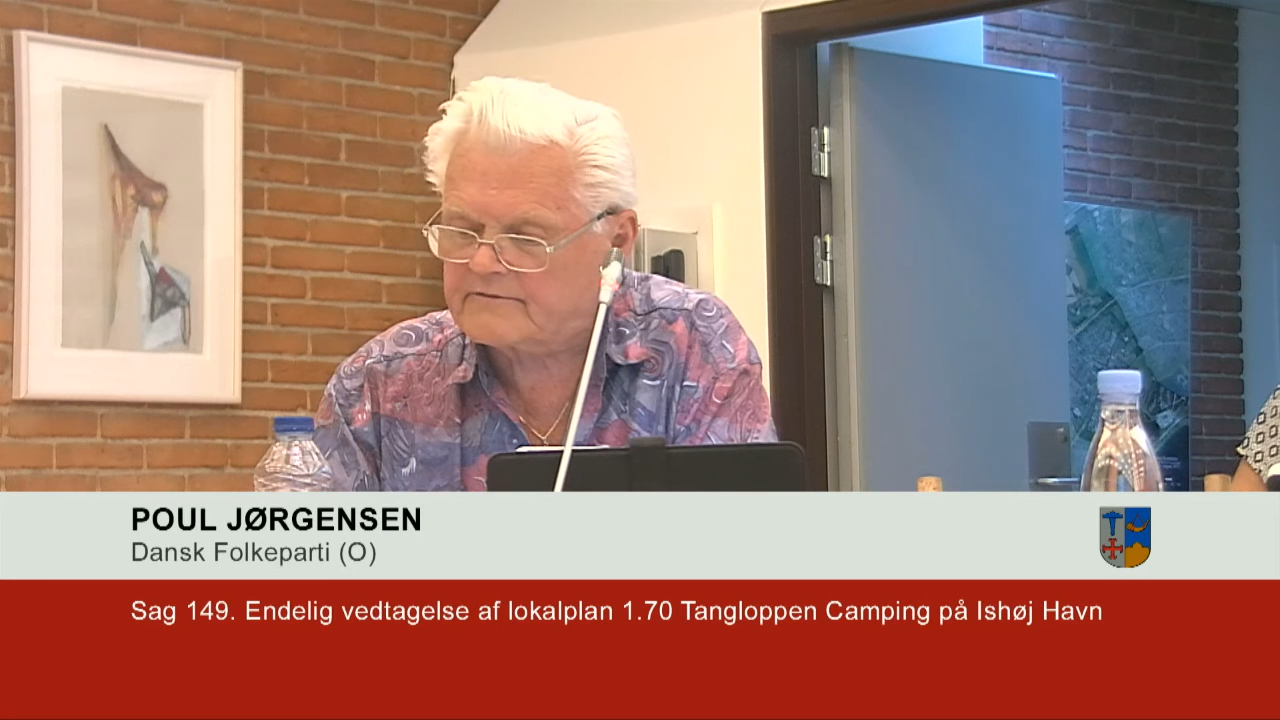 POUL JØRGENSEN
Dansk Folkeparti (O)
Sag 149. Endelig vedtagelse af lokalplan 1.70 Tangloppen Camping på Ishøj Havn